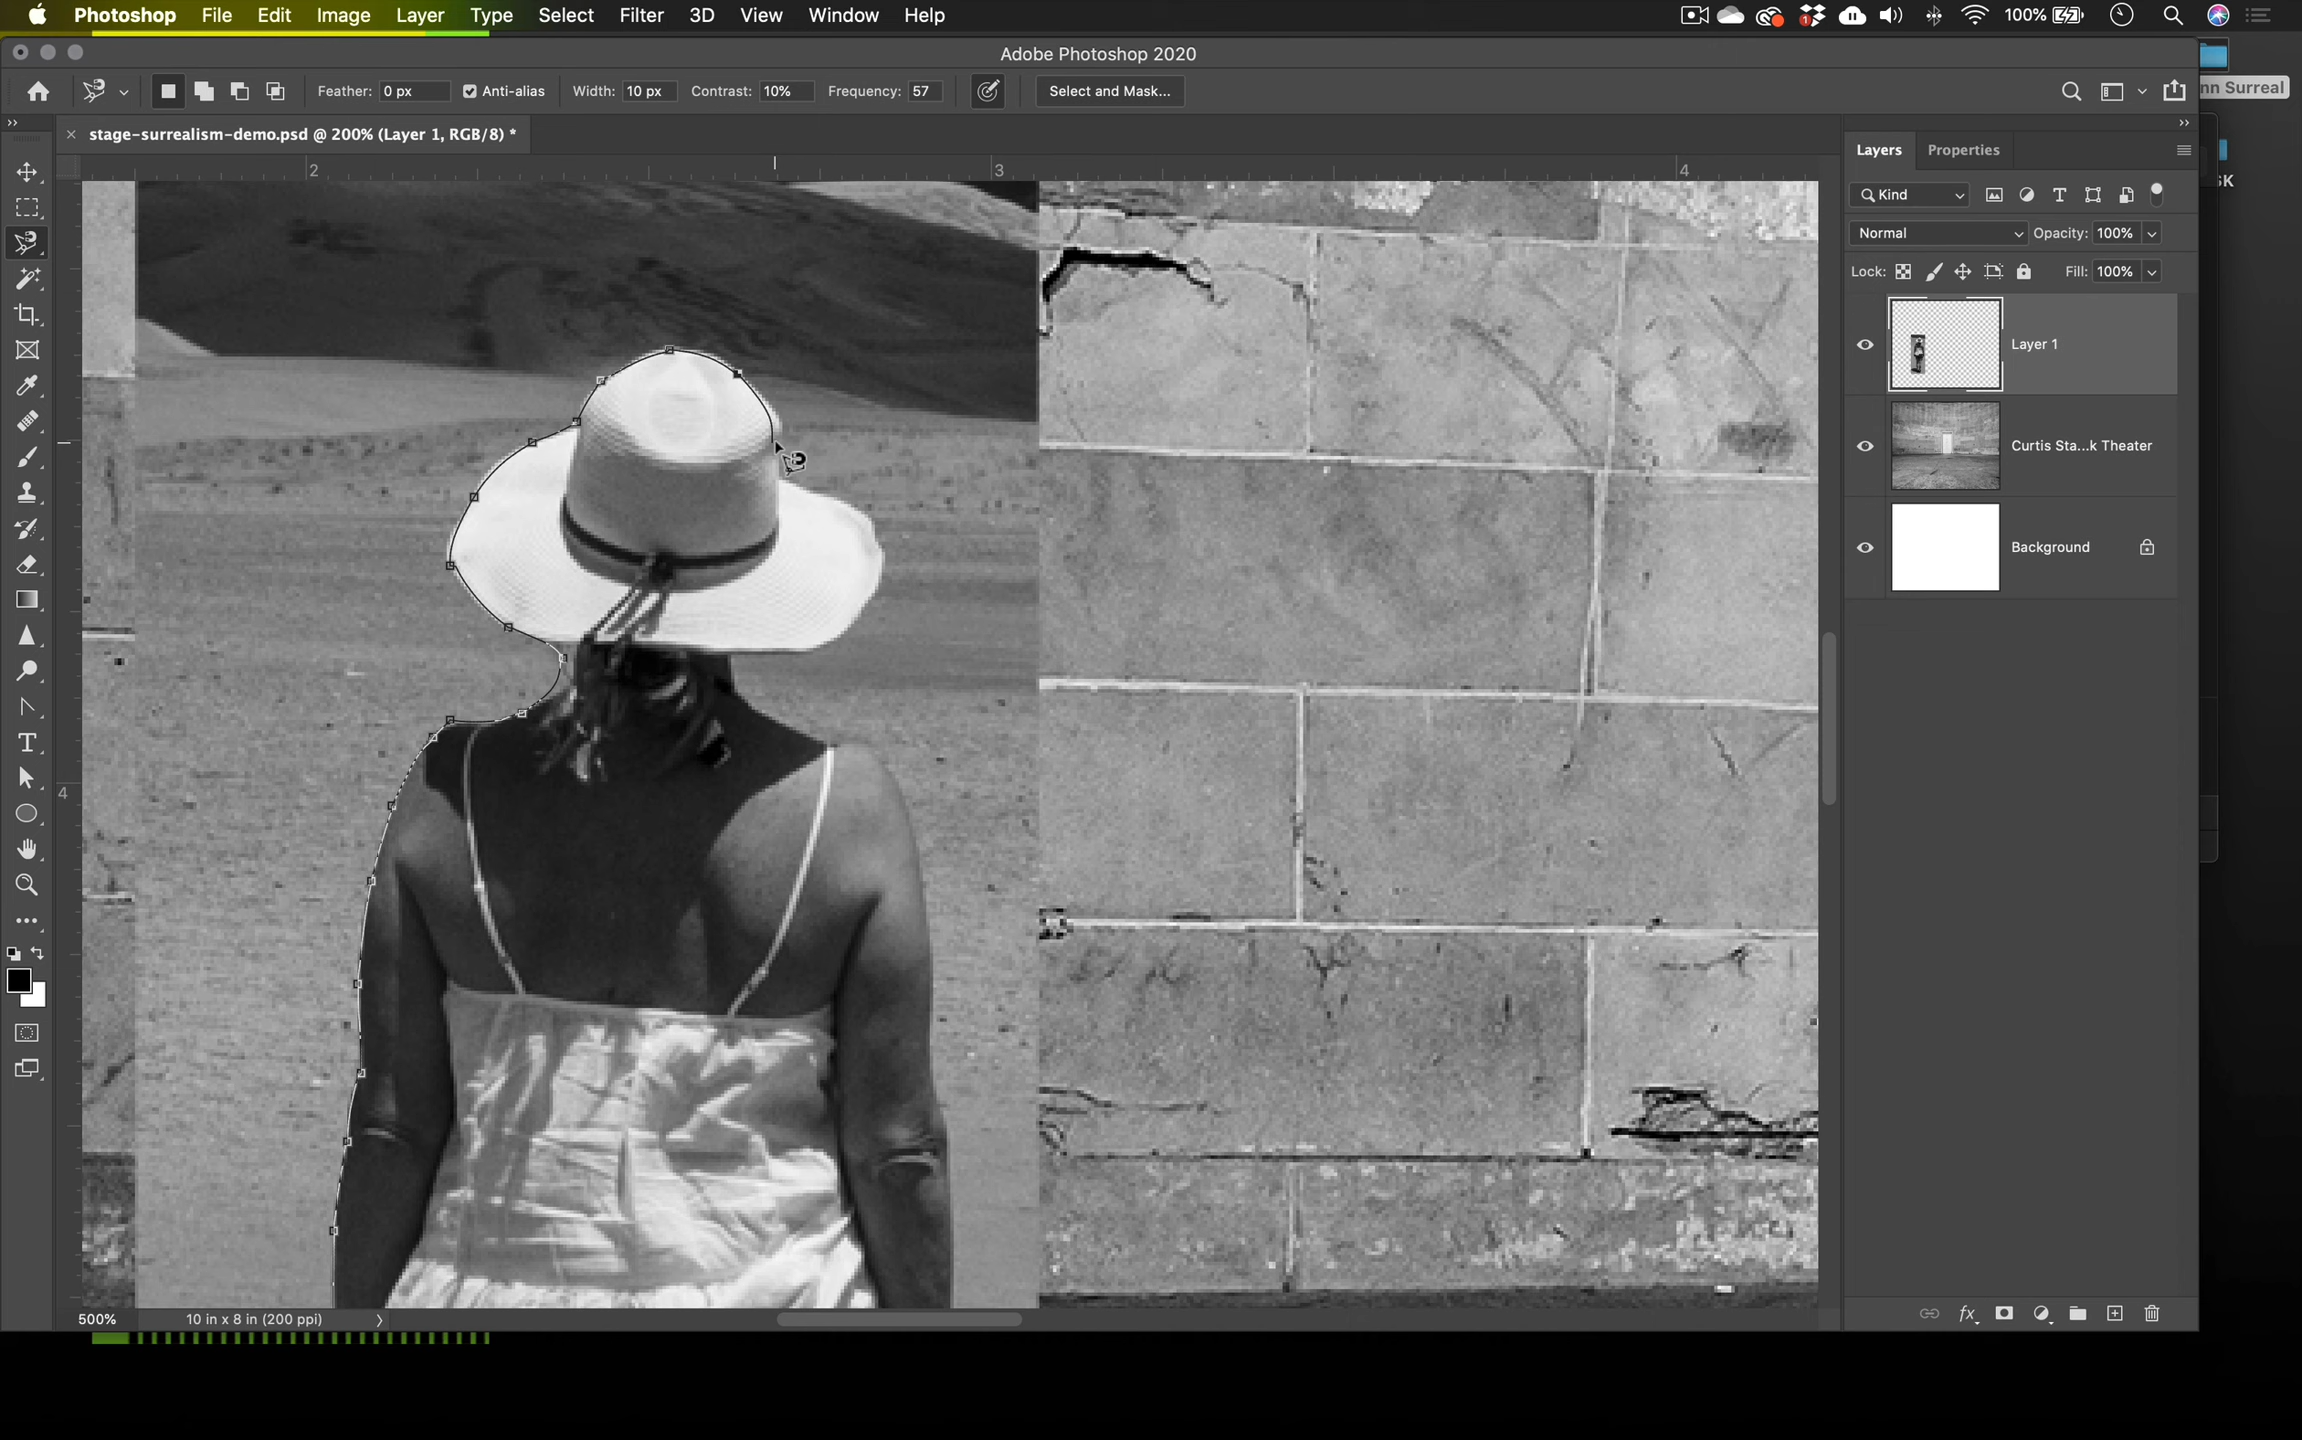 Photoshop File Edit Image Layer Type Select Filter 3D View Window Help 1 100%
Adobe Photoshop 2020
Feather: 0 px Anti-alias Width: 10 px Contrast: 10% Frequency: 57 Select and Mask...
nn Surreal
stage-surrealism-demo.psd @ 200% (Layer 1, RGB/8) *
Layers Properties
2 3 4
SK
Kind
Normal Opacity: 100%
Lock: Fill: 100%
Layer 1
Curtis Sta...k Theater
Background
4
500% 10 in x 8 in (200 ppi)